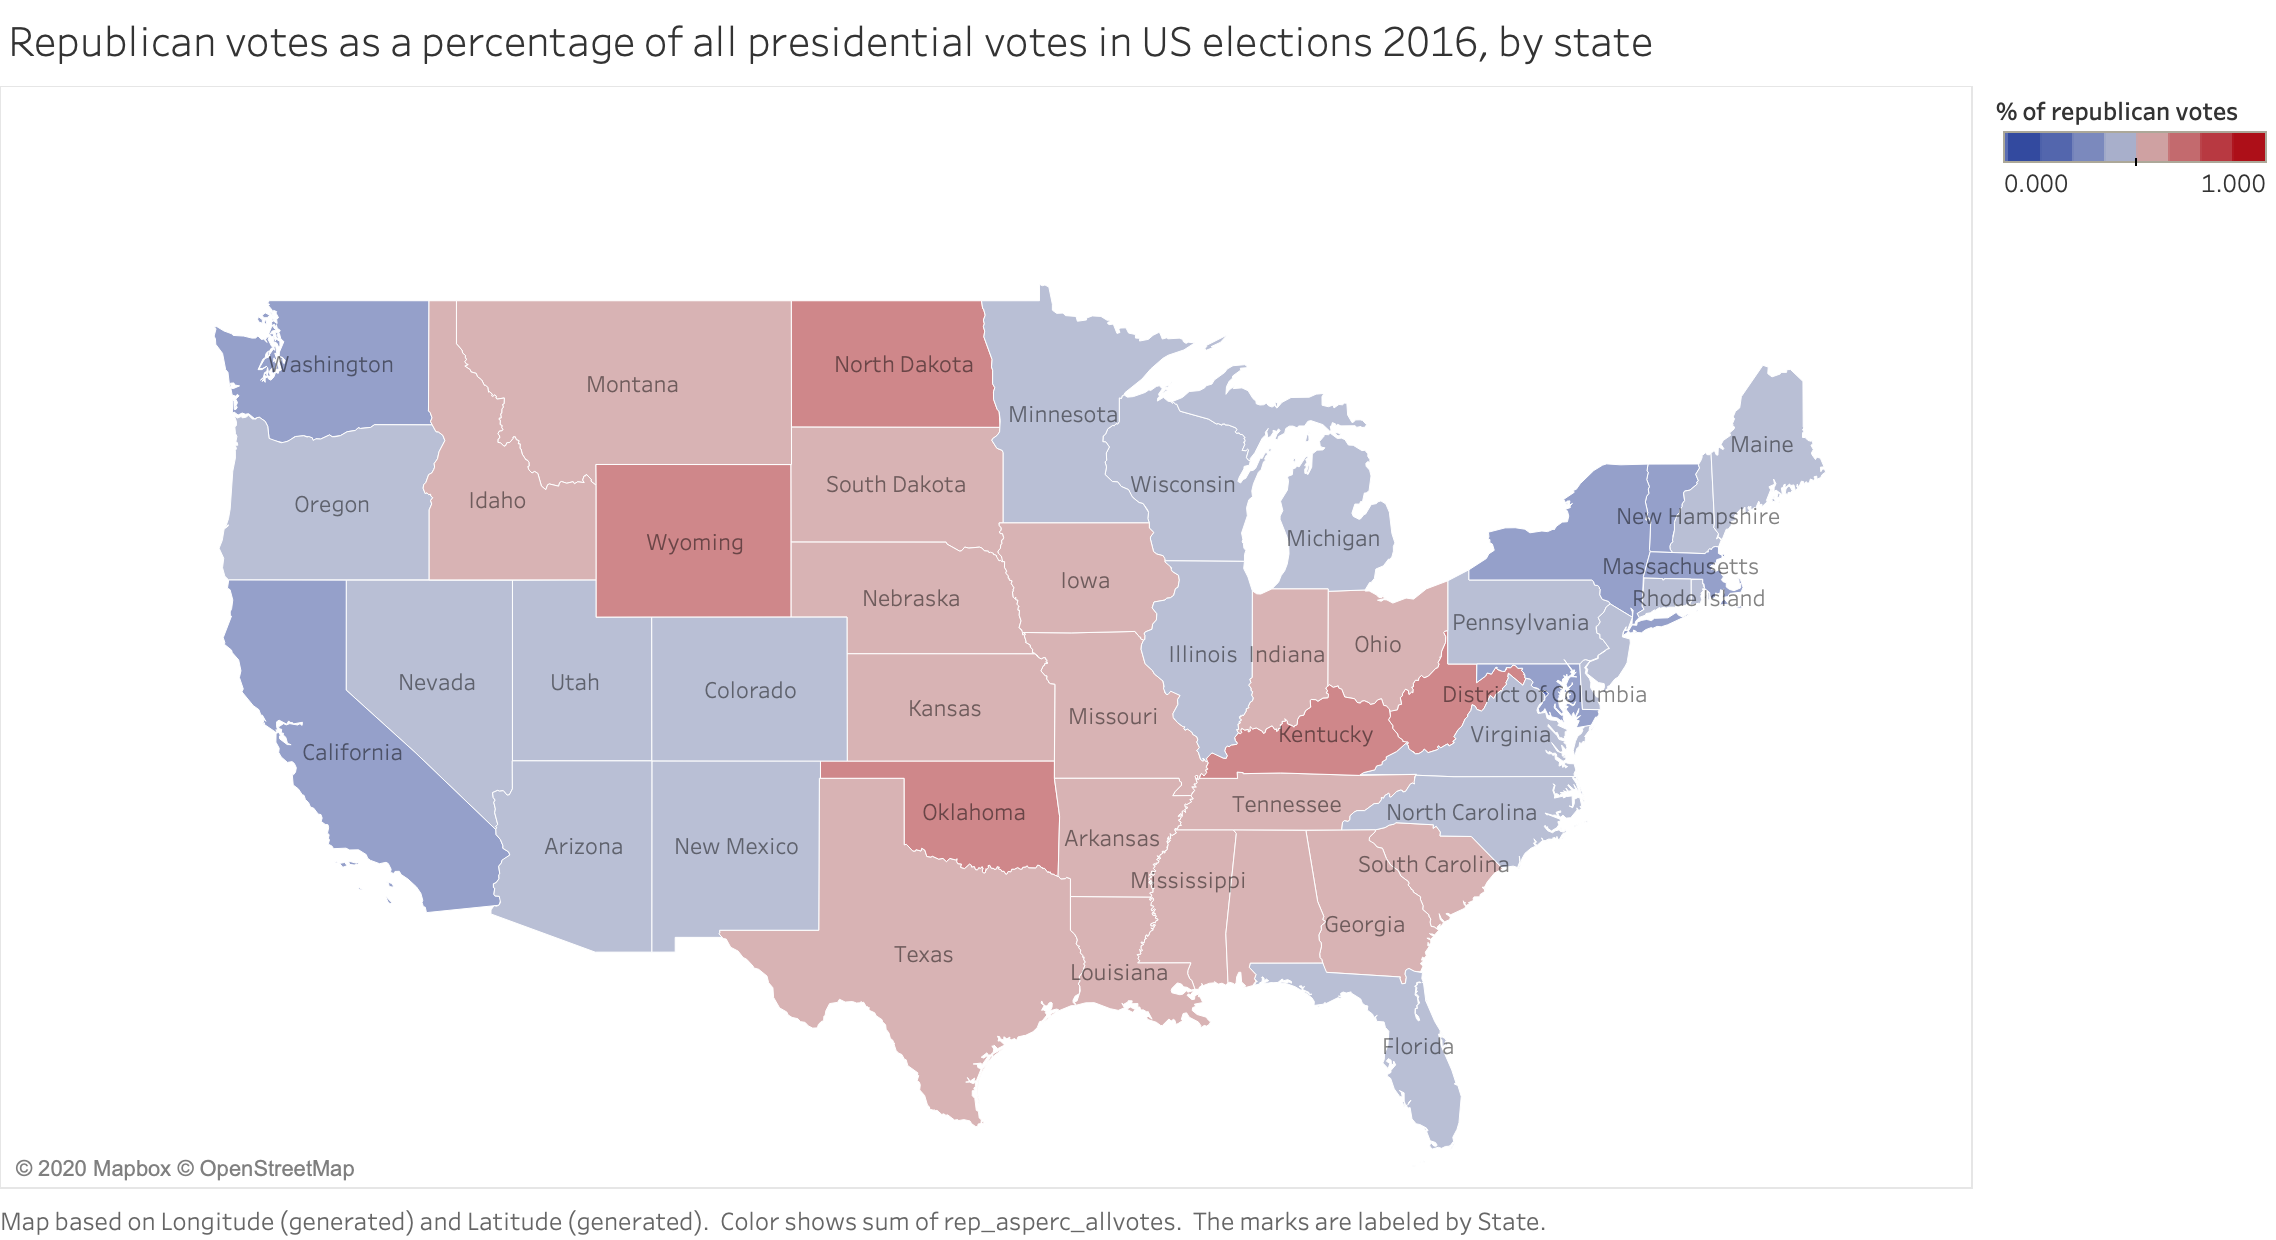 Republican votes as a percentage of all presidential votes in US elections 2016, by state
% of republican votes
0.000 1.000
Washington
Montana
North Dakota
Minnesota
Maine
South Dakota
Wisconsin
Oregon
Idaho
New Hampshire
Wyoming
Michigan
Massachusetts
Iowa
Nebraska
Rhode Island
Pennsylvania
Ohio
Illinois
Indiana
Nevada
Utah
Colorado
District of Columbia
Kansas
Missouri
Kentucky
Virginia
California
Tennessee
Oklahoma
North Carolina
Arkansas
Arizona
New Mexico
South Carolina
Mississippi
Georgia
Texas
Louisiana
Florida
© 2020 Mapbox © OpenStreetMap
Map based on Longitude (generated) and Latitude (generated). Color shows sum of rep_asperc_allvotes. The marks are labeled by State.